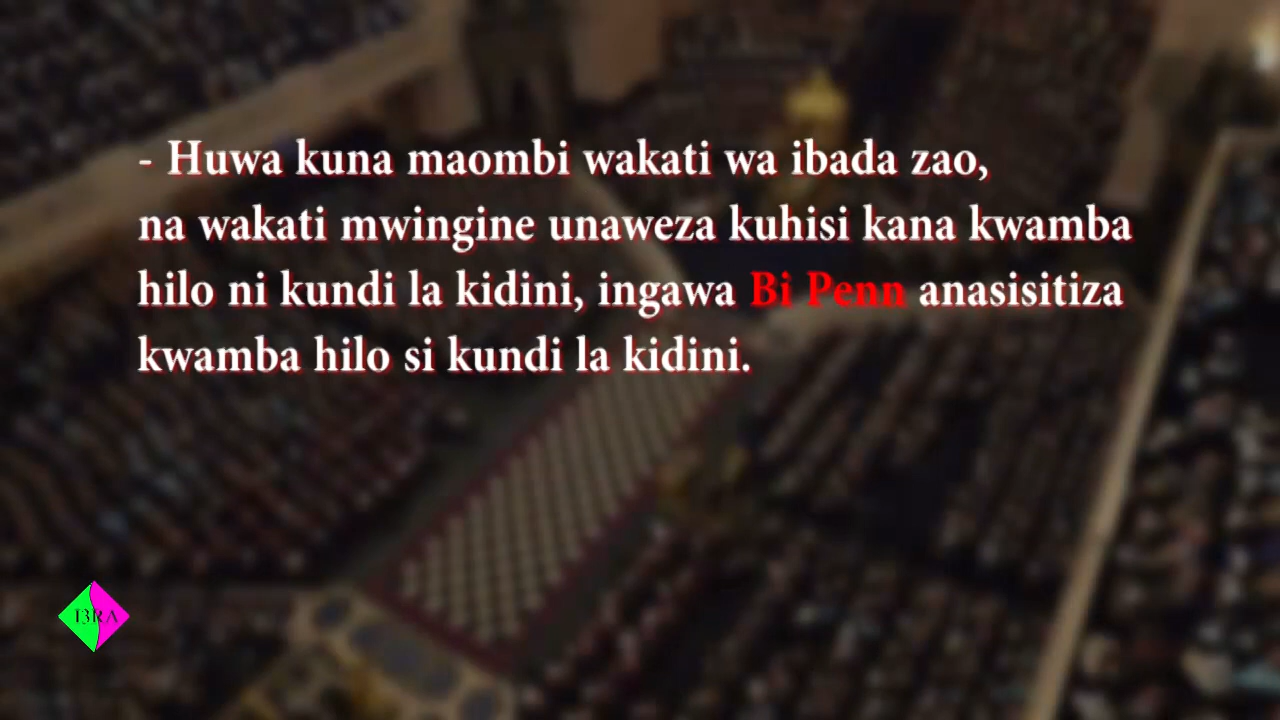 - Huwa kuna maombi wakati wa ibada zao,
na wakati mwingine unaweza kuhisi kana kwamba
hilo ni kundi la kidini, ingawa Bi Penn anasisitiza
kwamba hilo si kundi la kidini.